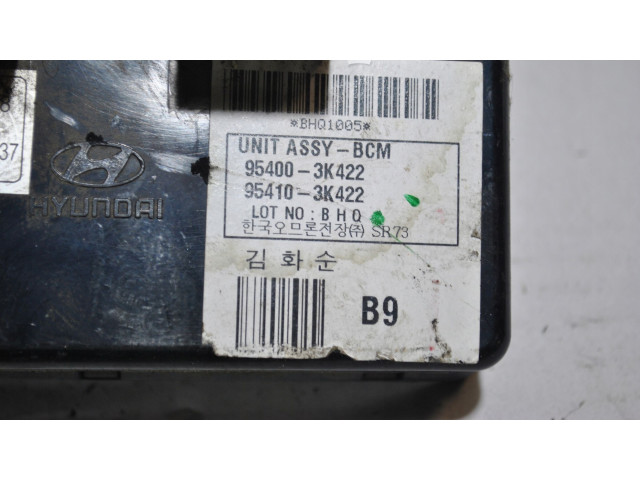 37
HYUNDAI
*BHQ1005*
UNIT ASSY-BCM
95400-3K422
95410-3K422
LOT NO: BHQ
한국오므론전장㈜ SR73
김화순
B9